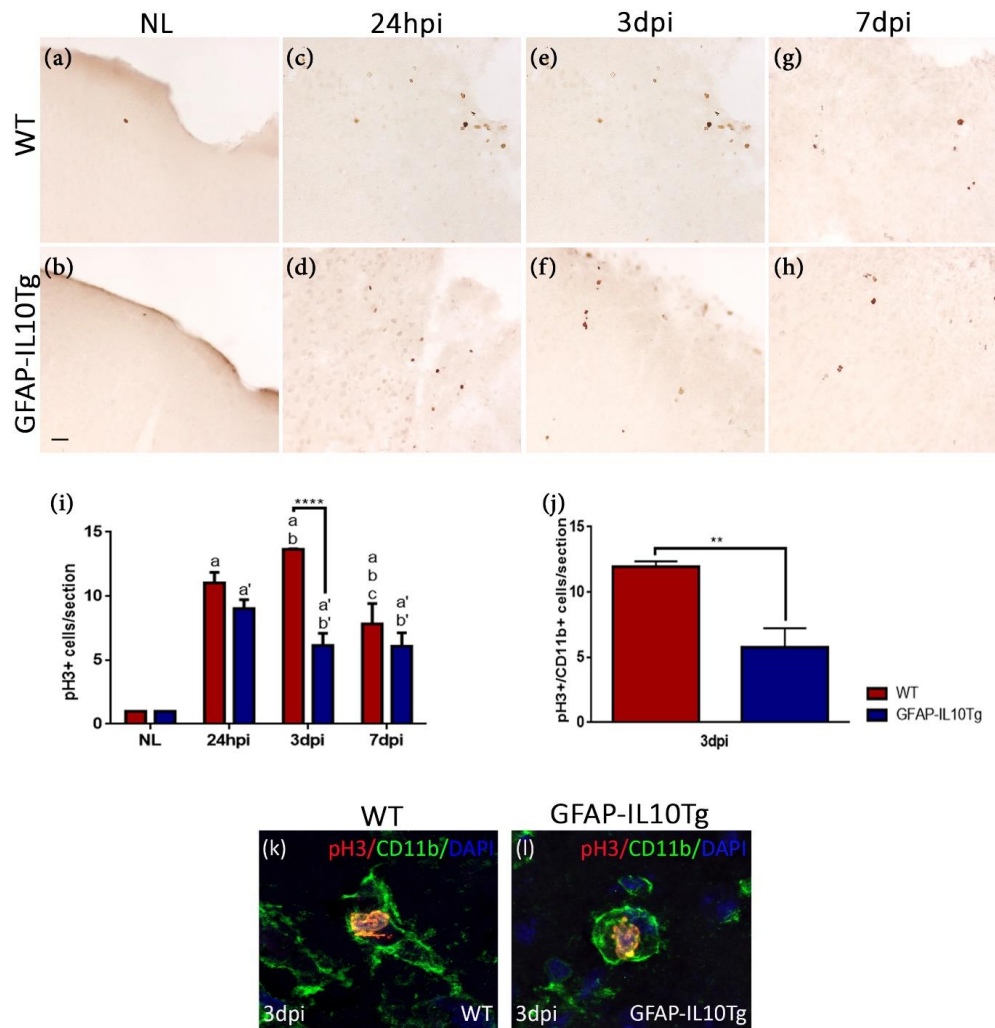 NL 24hpi 3dpi 7dpi
WT
(a) (c) (e) (g)
GFAP-IL10Tg
(b) (d) (f) (h)
(i)
pH3+ cells/section
15
10
5
0
a
a'
a
b
****
a'
b'
a
b
c
a'
b'
NL 24hpi 3dpi 7dpi
(j)
pH3+/CD11b+ cells/section
15
10
5
0
**
3dpi
WT
GFAP-IL10Tg
WT GFAP-IL10Tg
(k) pH3/CD11b/DAPI
3dpi WT
(l) pH3/CD11b/DAPI
3dpi GFAP-IL10Tg